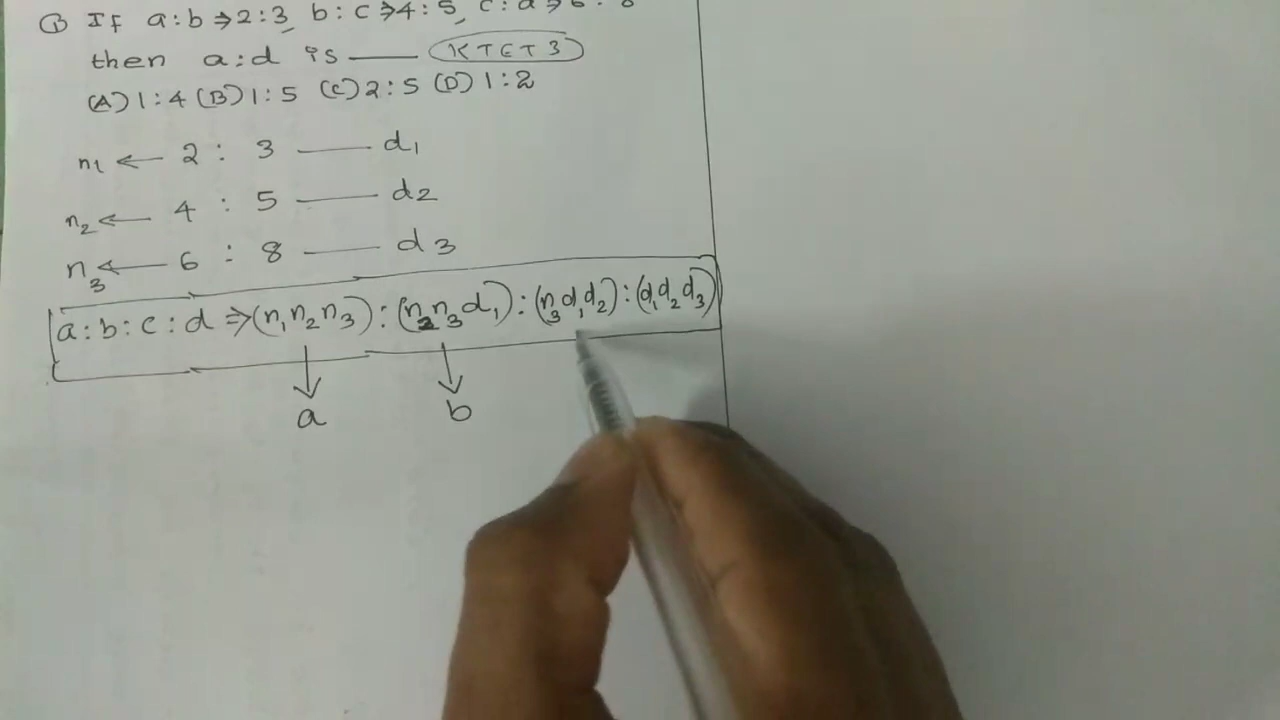 ① If a:b⇒2:3, b:c⇒4:5, c:d⇒6:8
then a:d is —— KTET 3
(A) 1:4 (B) 1:5 (C) 2:5 (D) 1:2
n₁ ← 2 : 3 —— d₁
n₂ ← 4 : 5 —— d₂
n₃ ← 6 : 8 —— d₃
a:b:c:d ⇒ (n₁n₂n₃) : (n₂n₃d₁) : (n₃d₁d₂) : (d₁d₂d₃)
a b